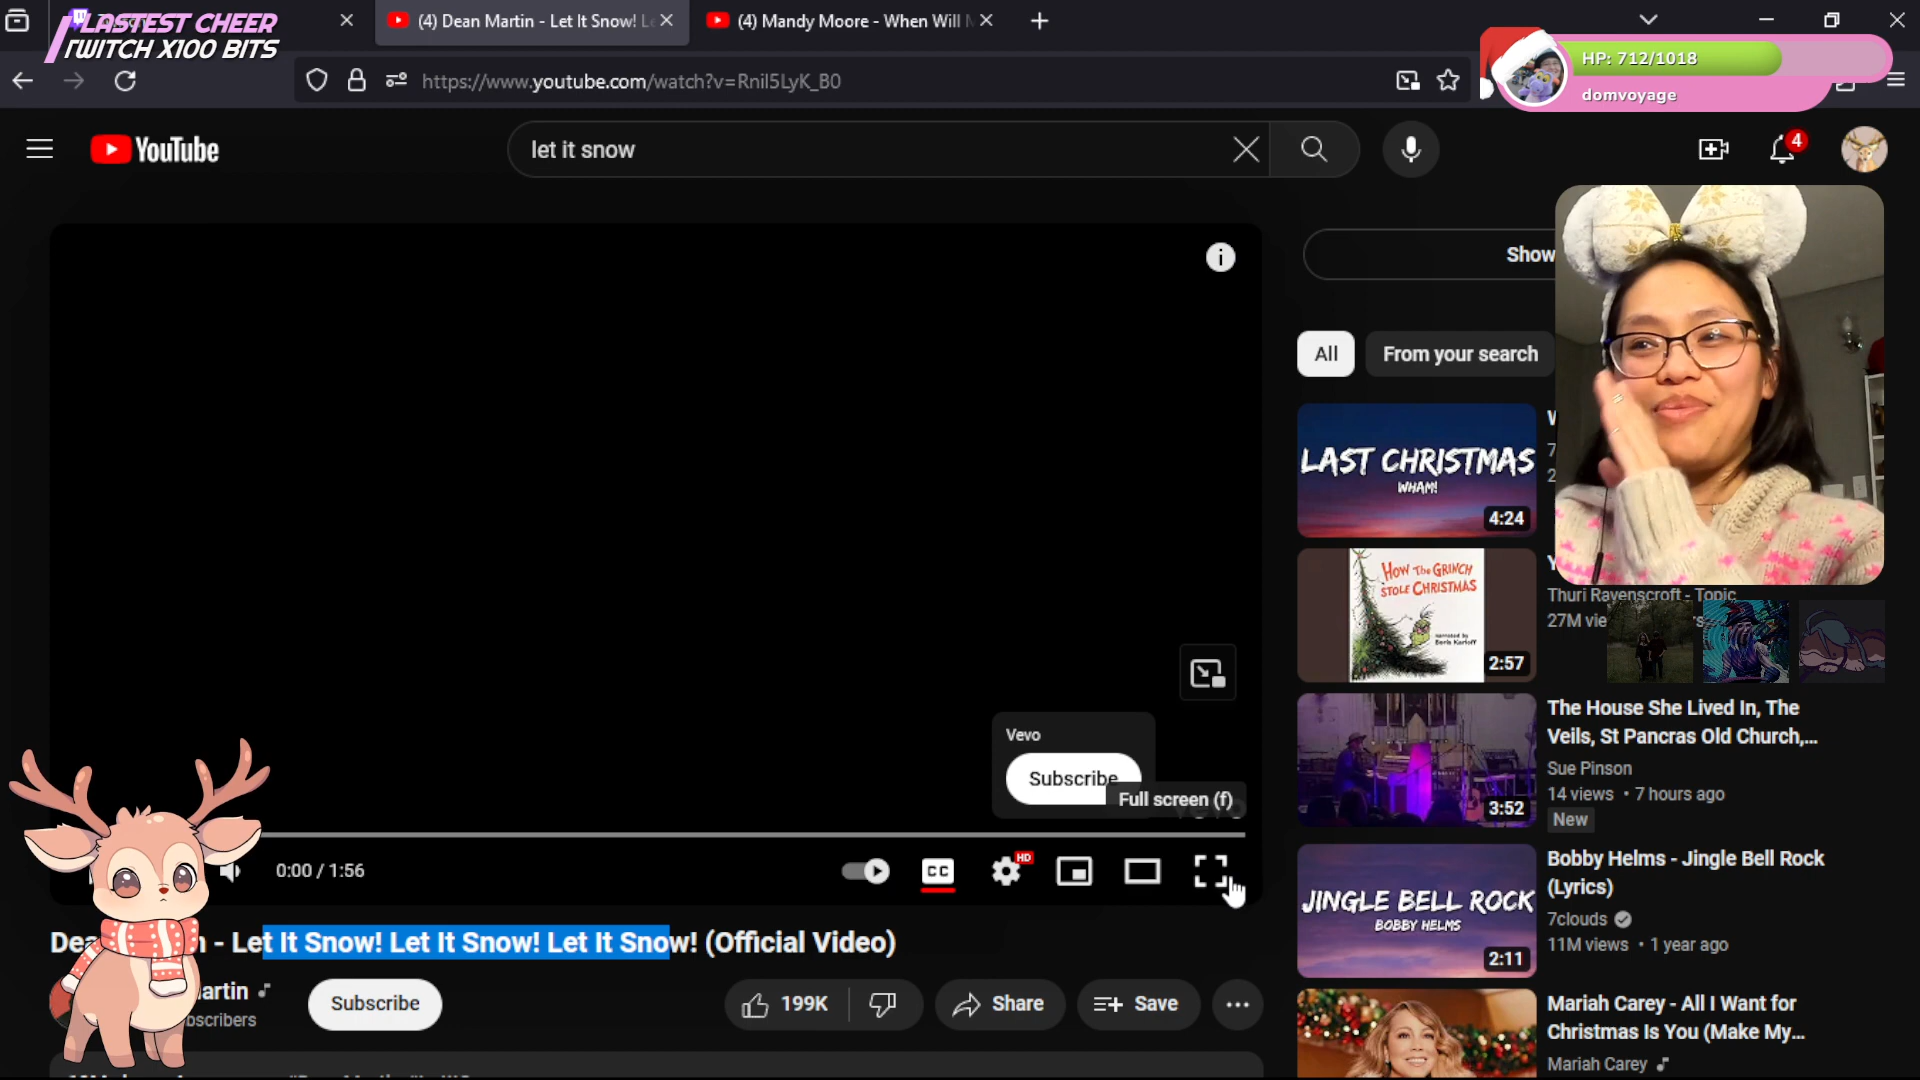 LASTEST CHEER
TWITCH X100 BITS
(4) Dean Martin - Let It Snow! Le
(4) Mandy Moore - When Will
https://www.youtube.com/watch?v=Rnil5LyK_B0
HP: 712/1018
domvoyage
YouTube
let it snow
4
Show
All
From your search
LAST CHRISTMAS
WHAM!
4:24
HOW THE GRINCH
STOLE CHRISTMAS
narrated by
Boris Karloff
2:57
Thuri Ravenscroft - Topic
27M vie
The House She Lived In, The
Veils, St Pancras Old Church,...
Sue Pinson
14 views • 7 hours ago
New
3:52
Vevo
Subscribe
Full screen (f)
0:00 / 1:56
CC
HD
Bobby Helms - Jingle Bell Rock
(Lyrics)
7clouds
11M views • 1 year ago
JINGLE BELL ROCK
BOBBY HELMS
2:11
Dea n - Let It Snow! Let It Snow! Let It Snow! (Official Video)
artin
bscribers
Subscribe
199K
Share
Save
Mariah Carey - All I Want for
Christmas Is You (Make My...
Mariah Carey